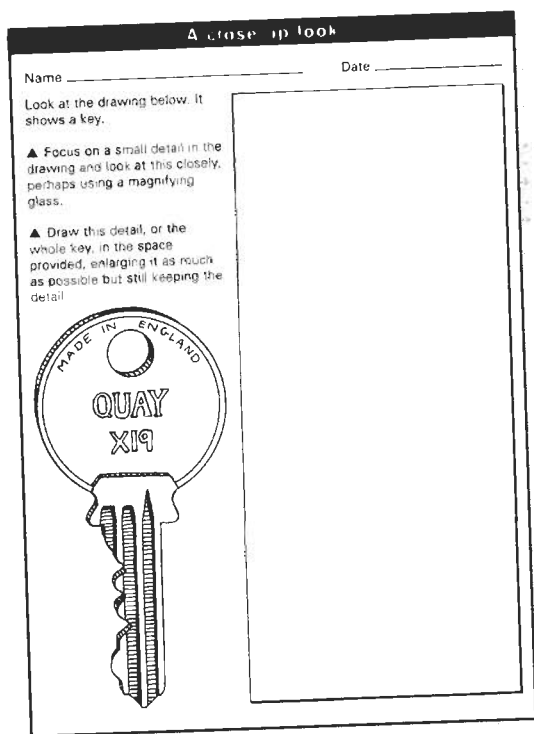 A close up look
Name
Date
Look at the drawing below. It
shows a key.
▲ Focus on a small detail in the
drawing and look at this closely,
perhaps using a magnifying
glass.
▲ Draw this detail, or the
whole key, in the space
provided, enlarging it as much
as possible but still keeping the
detail
MADE IN ENGLAND
QUAY
XIP